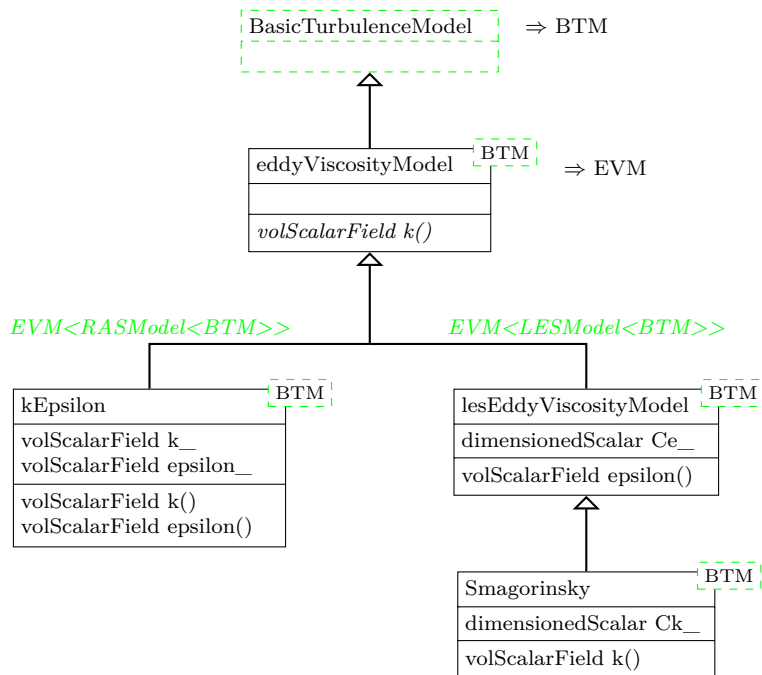 BasicTurbulenceModel ⇒ BTM
BTM
eddyViscosityModel
⇒ EVM
volScalarField k()
EVM<RASModel<BTM>> EVM<LESModel<BTM>>
BTM
kEpsilon
volScalarField k_
volScalarField epsilon_
volScalarField k()
volScalarField epsilon()
BTM
lesEddyViscosityModel
dimensionedScalar Ce_
volScalarField epsilon()
BTM
Smagorinsky
dimensionedScalar Ck_
volScalarField k()